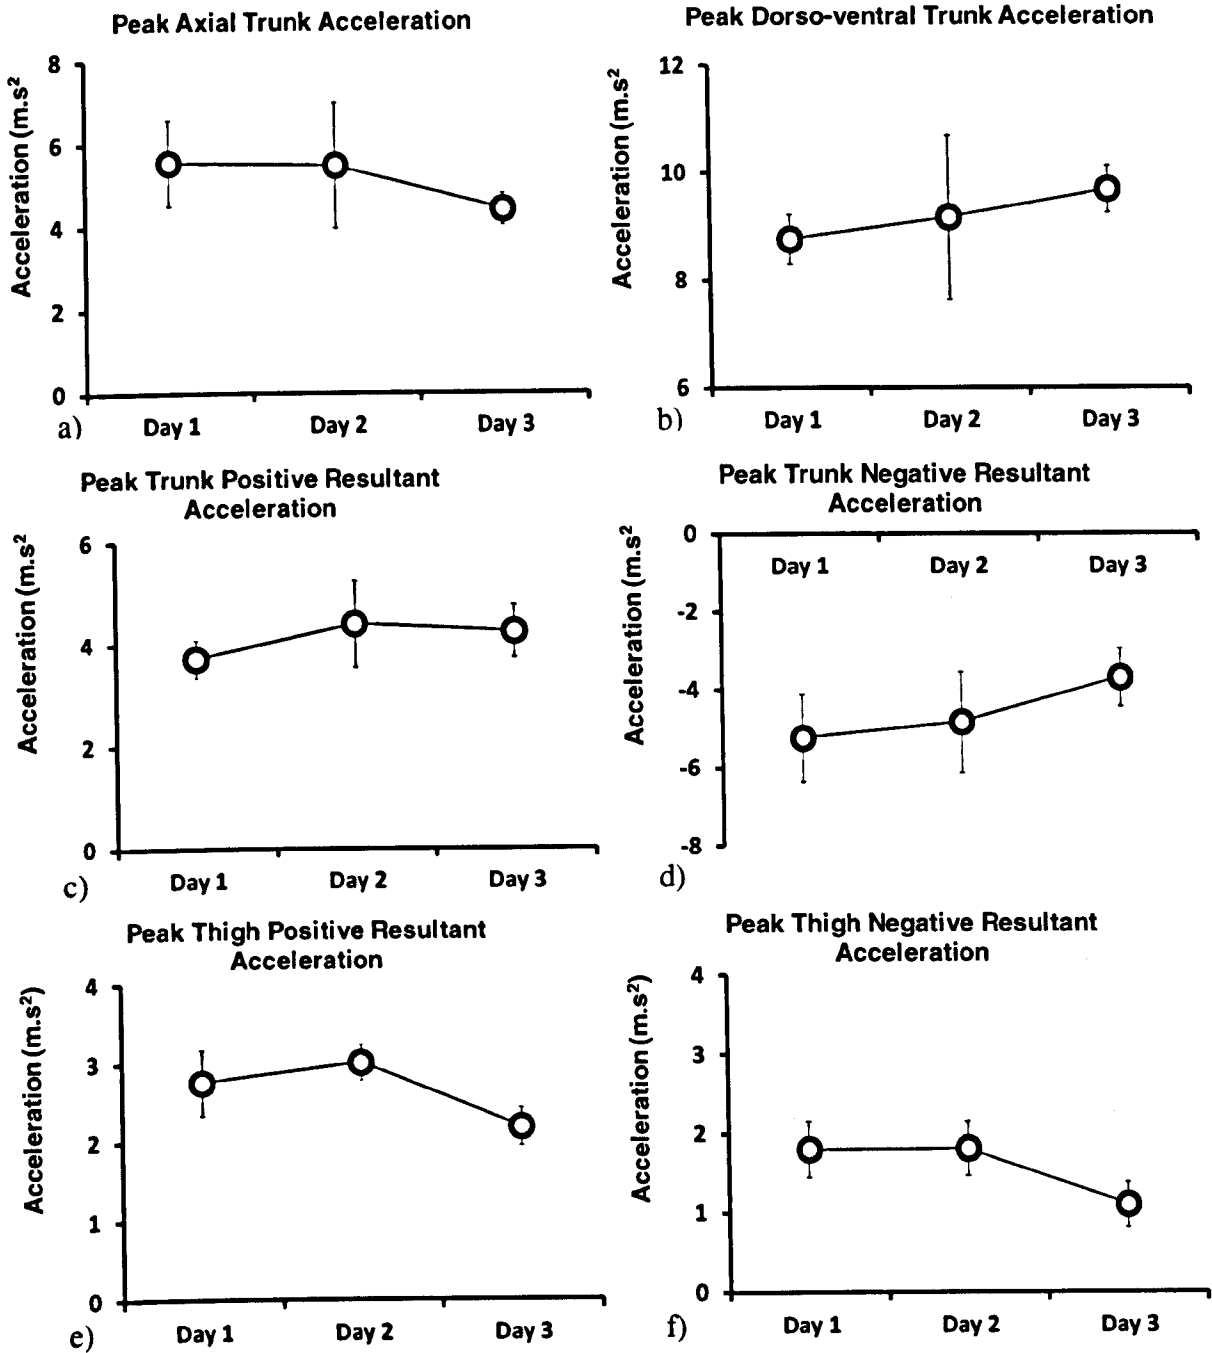 Peak Axial Trunk Acceleration
Acceleration (m.s²
8
6
4
2
0
Day 1
Day 2
Day 3
a)
Peak Dorso-ventral Trunk Acceleration
Acceleration (m.s²
12
10
8
6
Day 1
Day 2
Day 3
b)
Peak Trunk Positive Resultant
Acceleration
Acceleration (m.s²
6
4
2
0
Day 1
Day 2
Day 3
c)
Peak Trunk Negative Resultant
Acceleration
Acceleration (m.s²
0
-2
-4
-6
-8
Day 1
Day 2
Day 3
d)
Peak Thigh Positive Resultant
Acceleration
Acceleration (m.s²)
4
3
2
1
0
Day 1
Day 2
Day 3
e)
Peak Thigh Negative Resultant
Acceleration
Acceleration (m.s²)
4
3
2
1
0
Day 1
Day 2
Day 3
f)